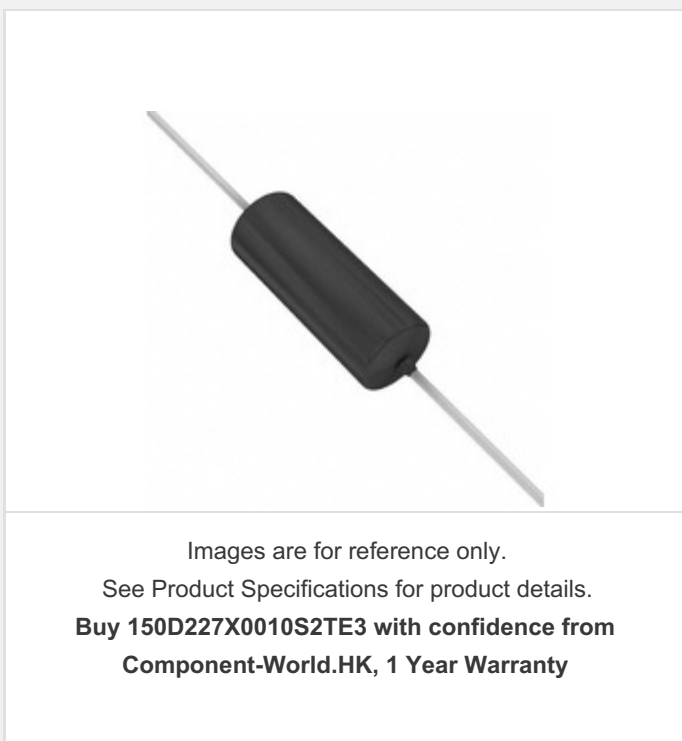 Images are for reference only.
See Product Specifications for product details.
Buy 150D227X0010S2TE3 with confidence from
Component-World.HK, 1 Year Warranty